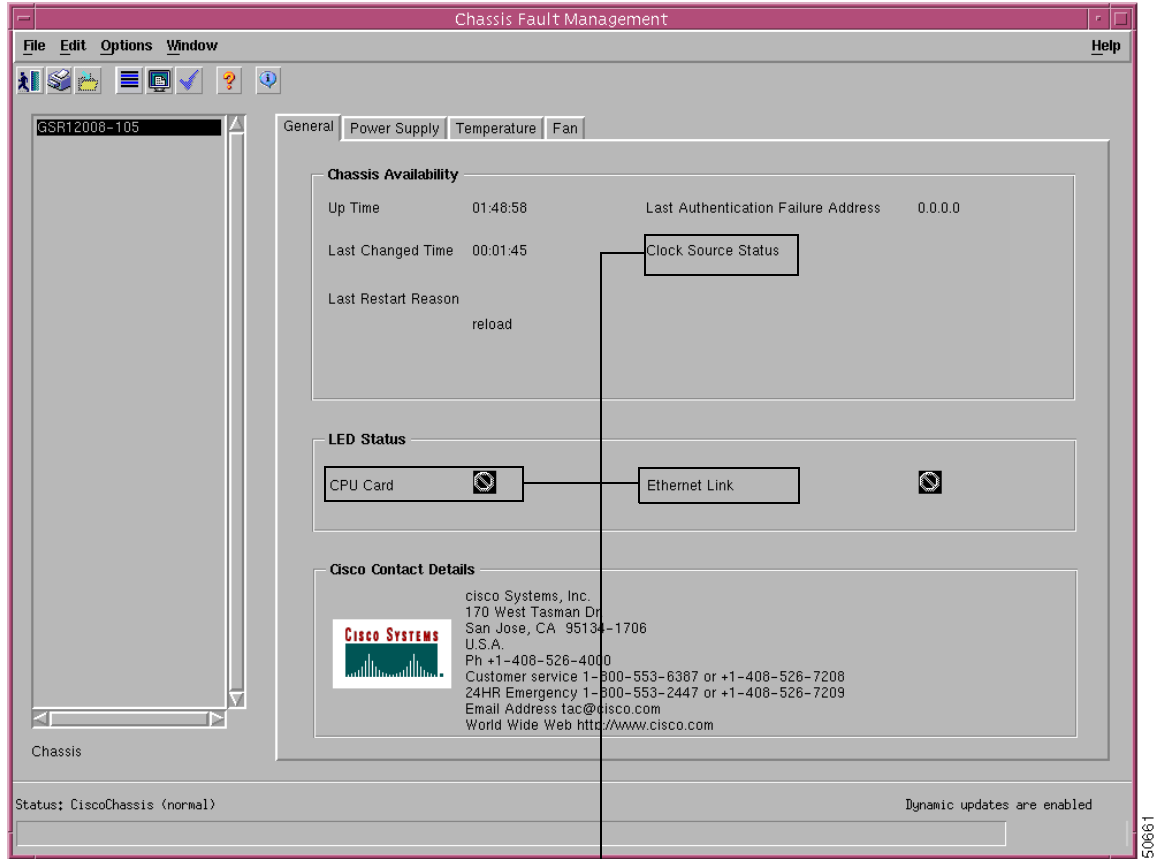 Chassis Fault Management
File Edit Options Window Help
GSR12008-105
General Power Supply Temperature Fan
Chassis Availability
Up Time 01:48:58 Last Authentication Failure Address 0.0.0.0
Last Changed Time 00:01:45 Clock Source Status
Last Restart Reason
reload
LED Status
CPU Card Ethernet Link
Cisco Contact Details
CISCO SYSTEMS
cisco Systems, Inc.
170 West Tasman Dr.
San Jose, CA 95134-1706
U.S.A.
Ph +1-408-526-4000
Customer service 1-800-553-6387 or +1-408-526-7208
24HR Emergency 1-800-553-2447 or +1-408-526-7209
Email Address tac@cisco.com
World Wide Web http://www.cisco.com
Chassis
Status: CiscoChassis (normal) Dynamic updates are enabled
50661